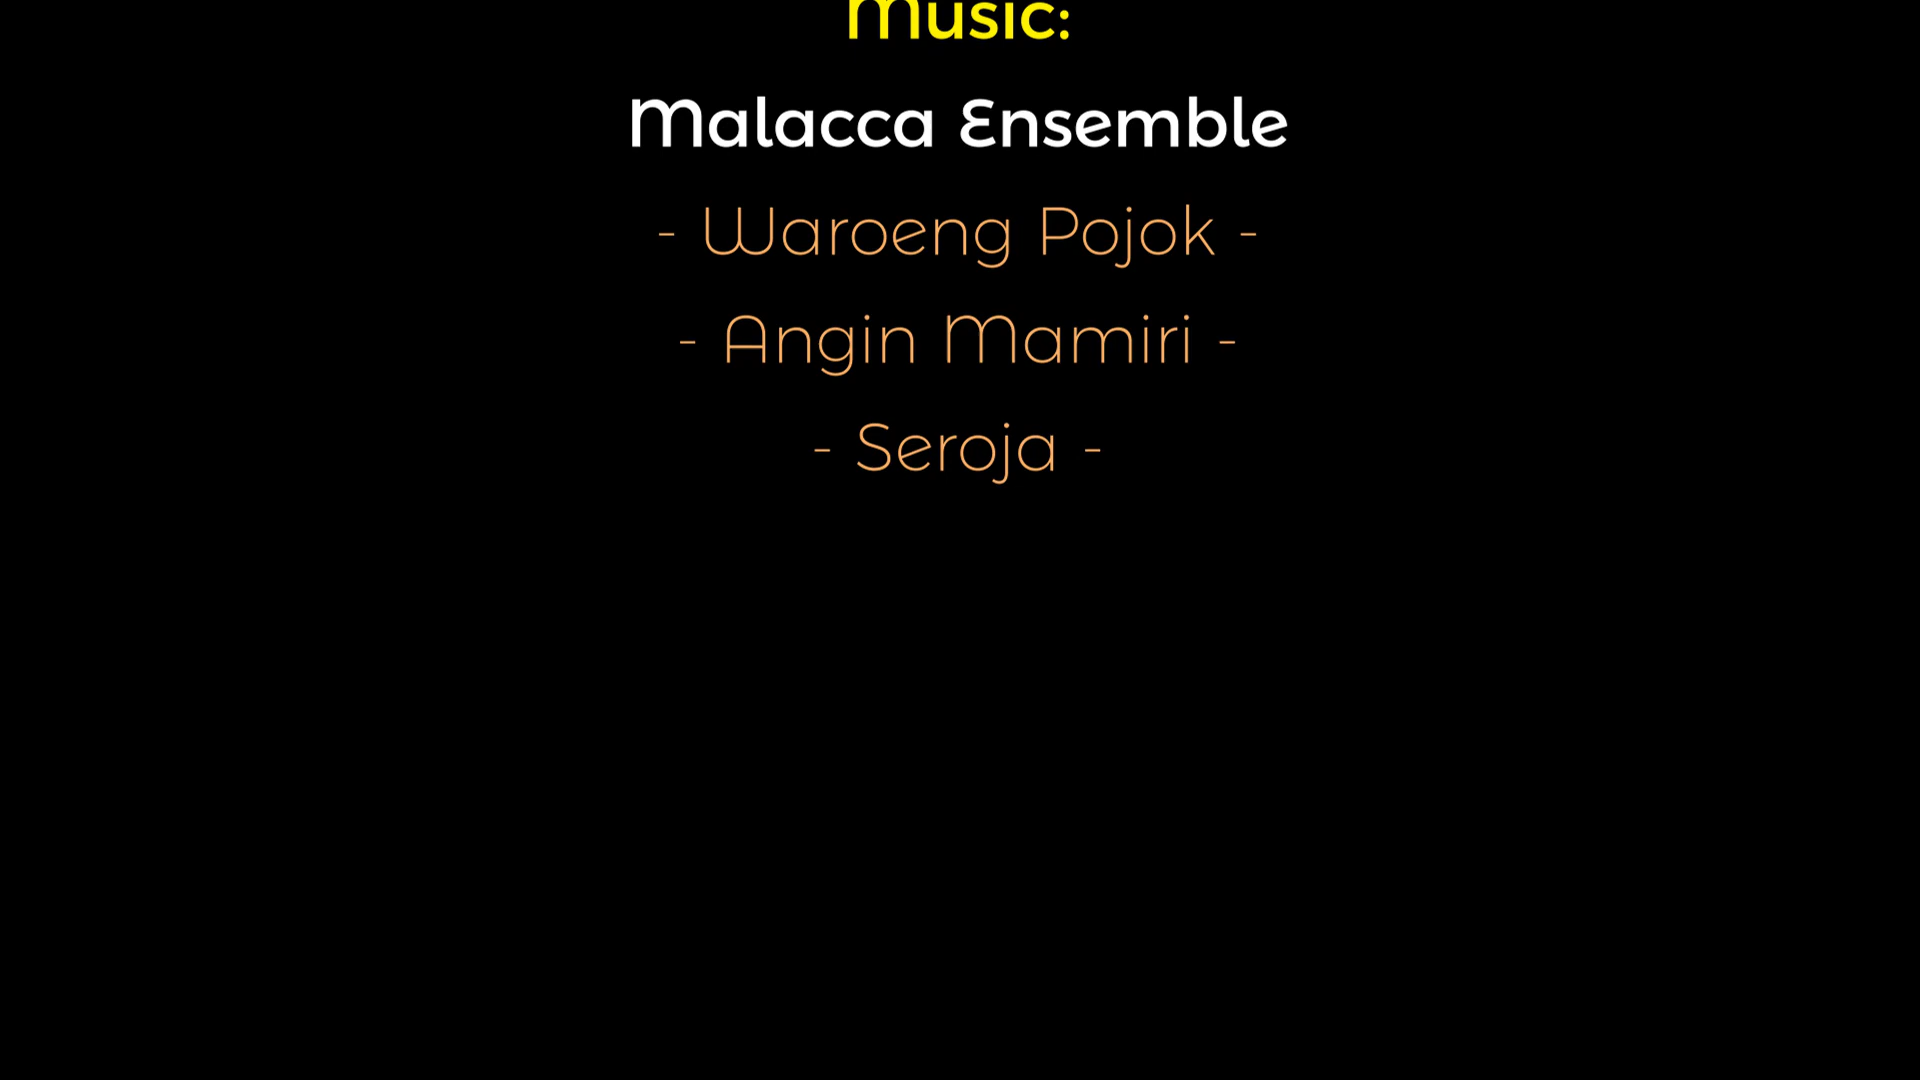 Music:
Malacca Ensemble
- Waroeng Pojok -
- Angin Mamiri -
- Seroja -